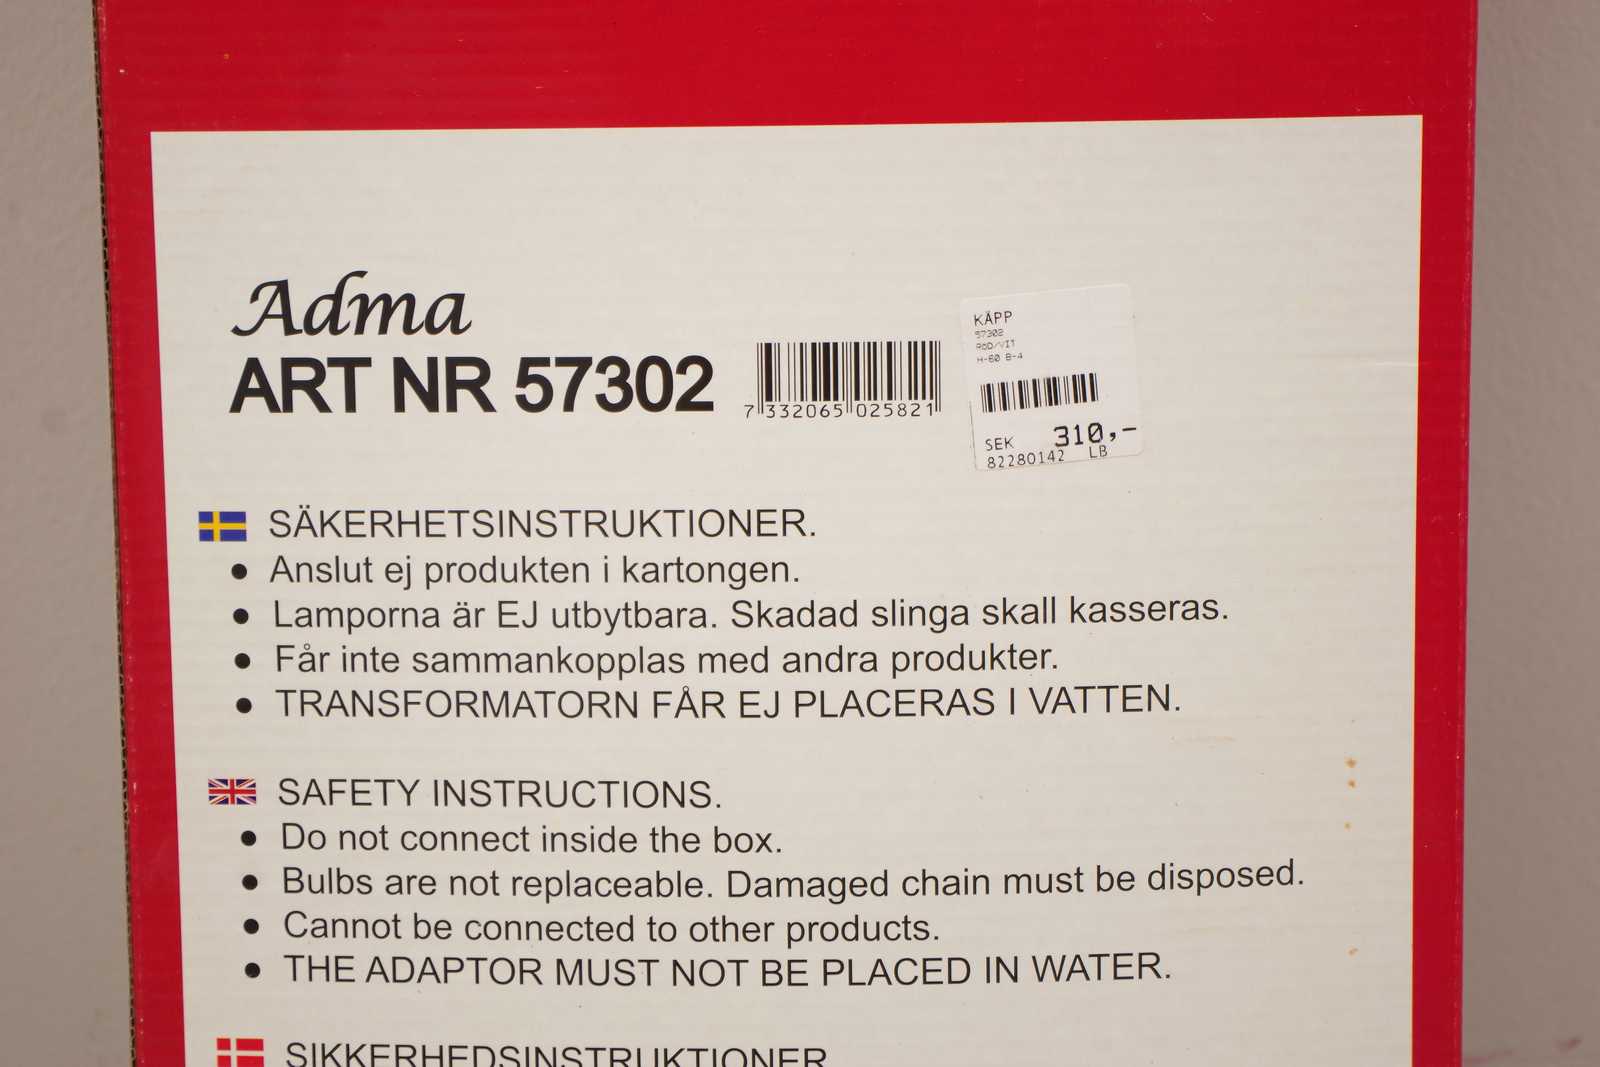 Adma
ART NR 57302
7 332065 025821
KÄPP
57302
RÖD/VIT
H-60 B-4
SEK 310,-
82280142 LB
SÄKERHETSINSTRUKTIONER.
• Anslut ej produkten i kartongen.
• Lamporna är EJ utbytbara. Skadad slinga skall kasseras.
• Får inte sammankopplas med andra produkter.
• TRANSFORMATORN FÅR EJ PLACERAS I VATTEN.
SAFETY INSTRUCTIONS.
• Do not connect inside the box.
• Bulbs are not replaceable. Damaged chain must be disposed.
• Cannot be connected to other products.
• THE ADAPTOR MUST NOT BE PLACED IN WATER.
SIKKERHEDSINSTRUKTIONER